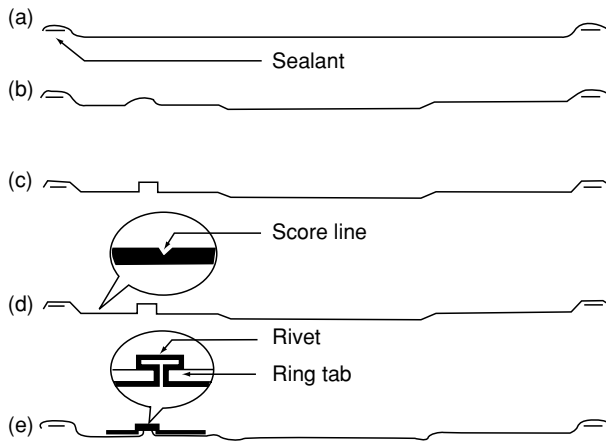 (a)
Sealant
(b)
(c)
Score line
(d)
Rivet
Ring tab
(e)